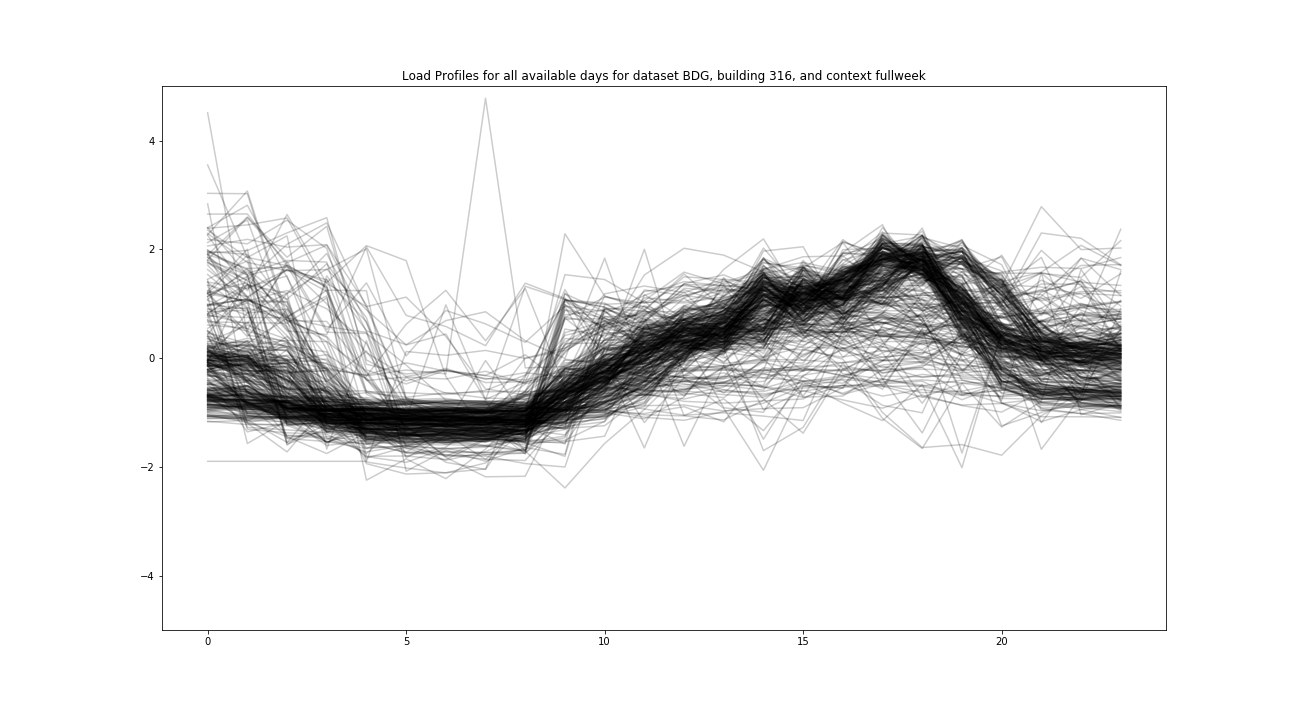 Load Profiles for all available days for dataset BDG, building 316, and context fullweek
4
2
0
−2
−4
0 5 10 15 20